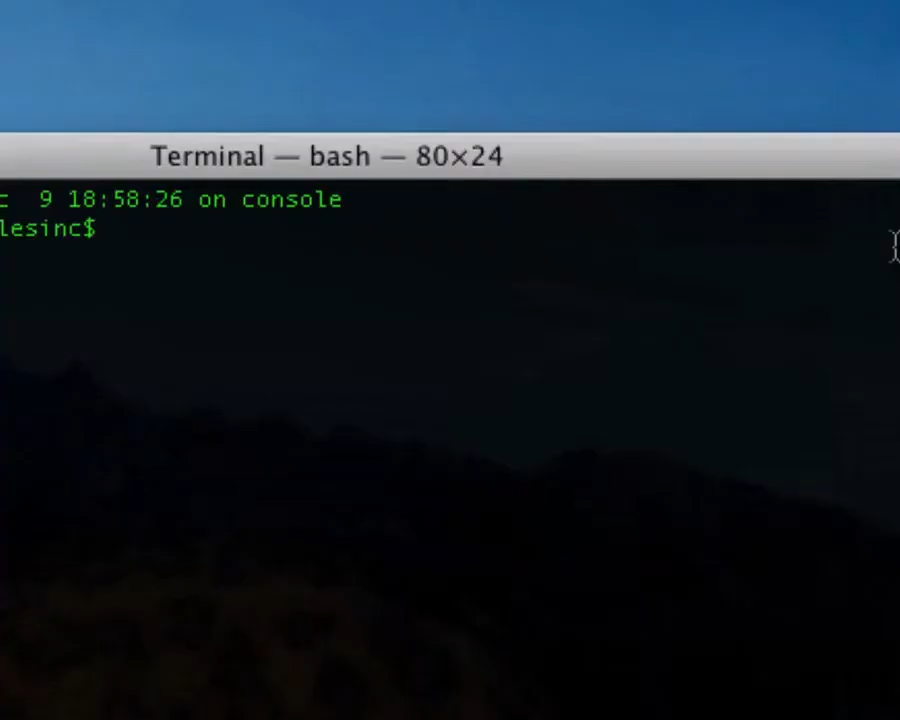 Terminal — bash — 80×24
c  9 18:58:26 on console
lesinc$